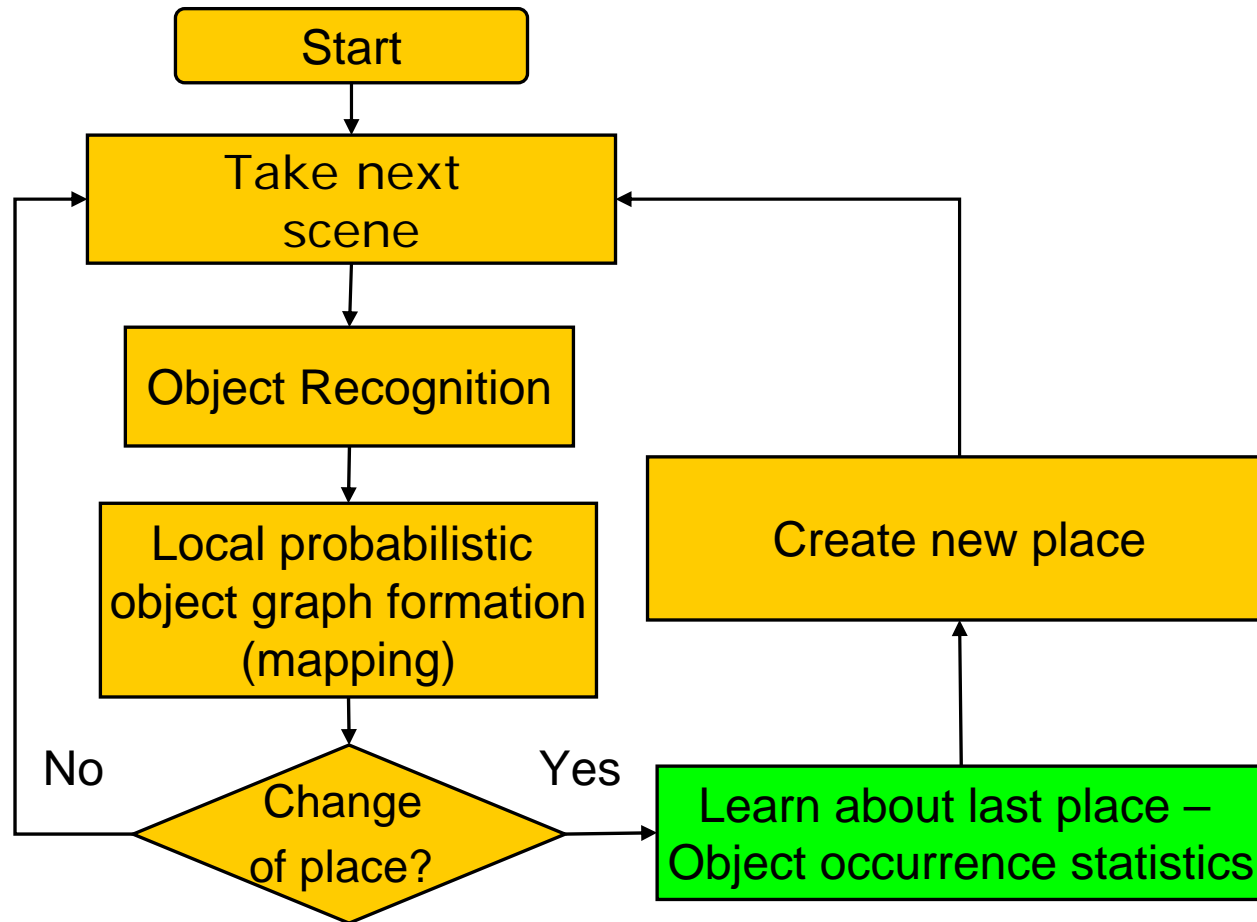 Start
Take next
scene
Object Recognition
Local probabilistic
object graph formation
(mapping)
Create new place
No
Yes
Change
of place?
Learn about last place –
Object occurrence statistics